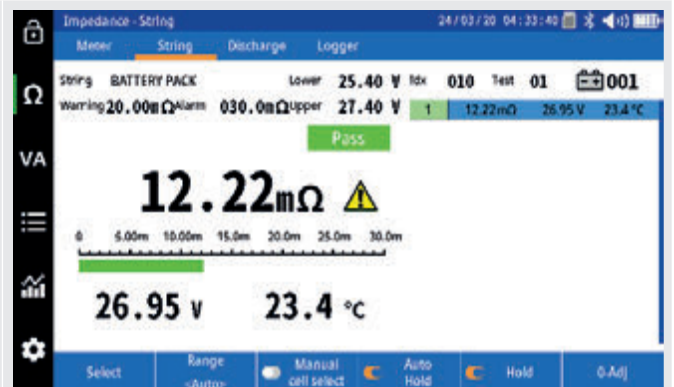 Impedance - String 24/03/20 04:33:40
Meter String Discharge Logger
String BATTERY PACK Lower 25.40 V Idx 010 Test 01 001
Warning 20.00mΩ Alarm 030.0mΩ Upper 27.40 V 1 12.22mΩ 26.95 V 23.4 °C
Pass
Ω
VA
12.22mΩ
0 5.00m 10.00m 15.0m 20.0m 25.0m 30.0m
26.95 V 23.4 °C
Select Range <Auto> Manual cell select Auto Hold Hold 0-Adj